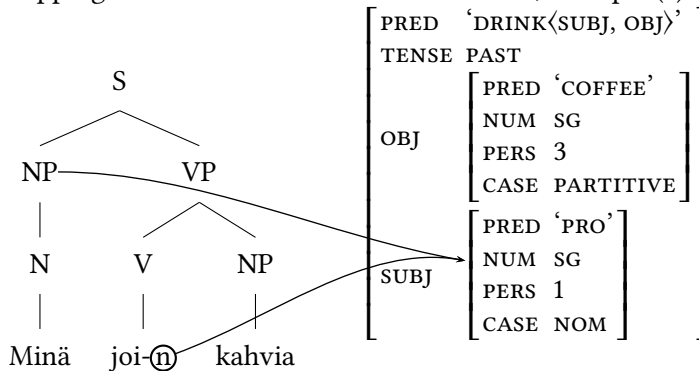 S
NP VP
N V NP
Minä joi-n kahvia
PRED ‘DRINK⟨SUBJ, OBJ⟩’
TENSE PAST
OBJ
PRED ‘COFFEE’
NUM SG
PERS 3
CASE PARTITIVE
SUBJ
PRED ‘PRO’
NUM SG
PERS 1
CASE NOM